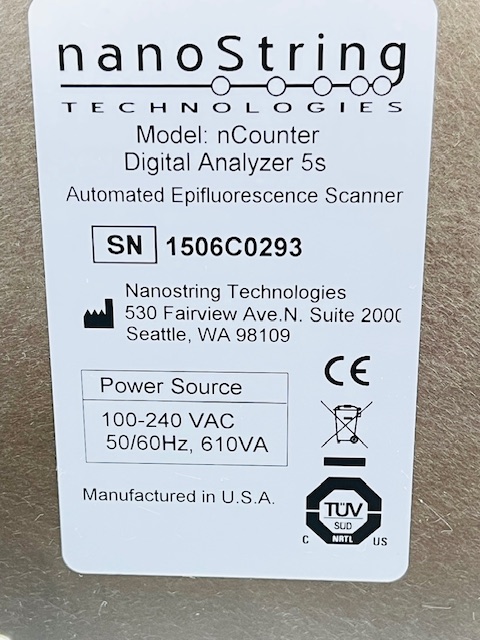 nanoString
TECHNOLOGIES
Model: nCounter
Digital Analyzer 5s
Automated Epifluorescence Scanner
SN 1506C0293
Nanostring Technologies
530 Fairview Ave.N. Suite 2000
Seattle, WA 98109
CE
Power Source
100-240 VAC
50/60Hz, 610VA
Manufactured in U.S.A.
TÜV
SÜD
C NRTL US